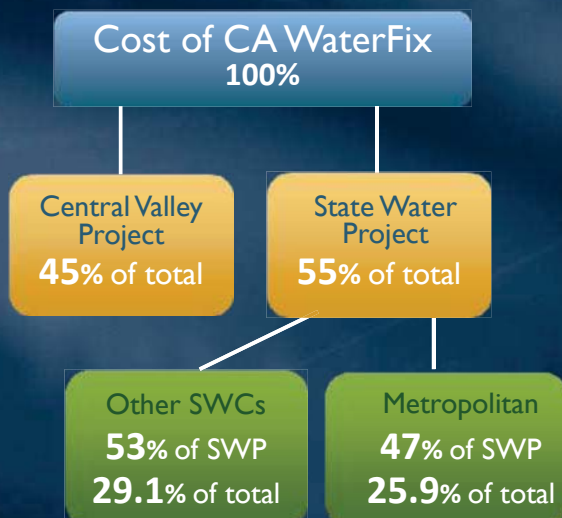 Cost of CA WaterFix
100%
Central Valley
Project
45% of total
State Water
Project
55% of total
Other SWCs
53% of SWP
29.1% of total
Metropolitan
47% of SWP
25.9% of total